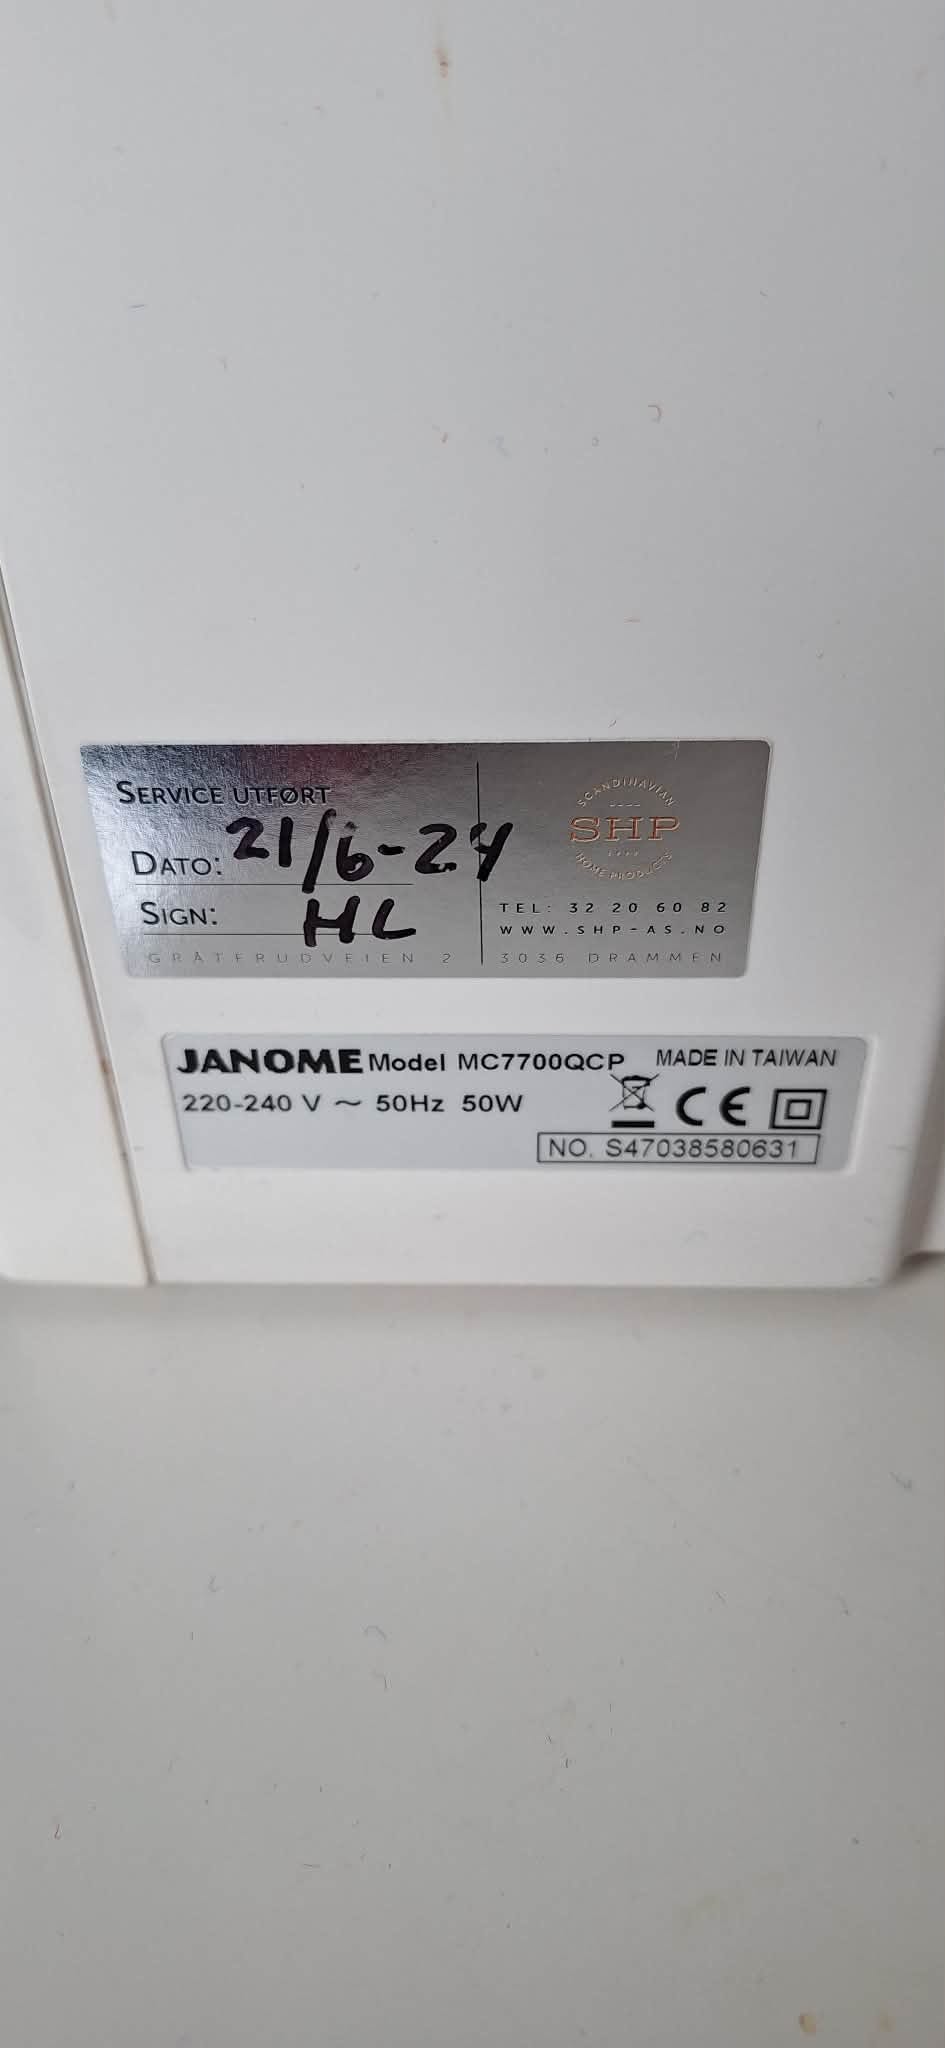 SERVICE UTFØRT
DATO: 21/6-24
SIGN: HL
GRÅTERUDVEIEN 2
SCANDINAVIAN
SHP
HOME PRODUCTS
TEL: 32 20 60 82
WWW.SHP-AS.NO
3036 DRAMMEN
JANOME Model MC7700QCP MADE IN TAIWAN
220-240 V ~ 50Hz 50W CE
NO. S47038580631